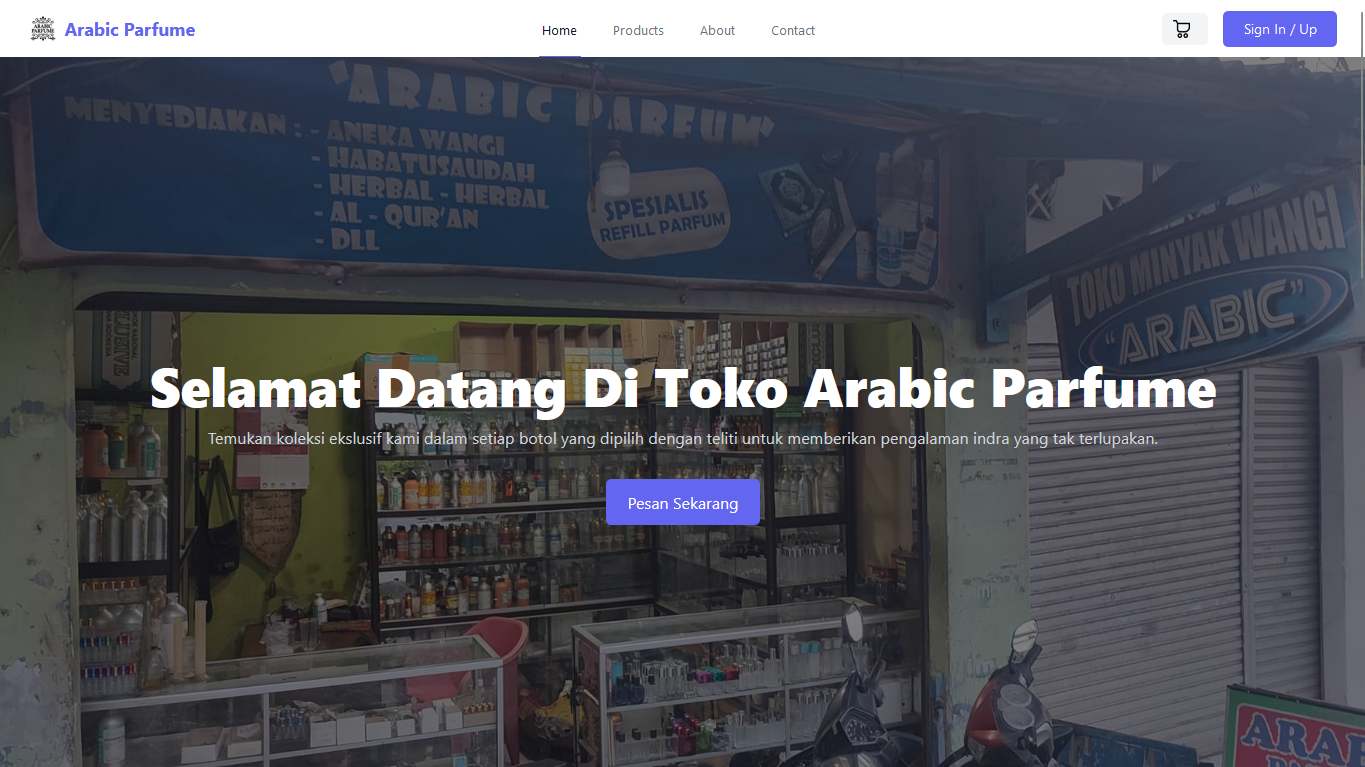 ARABIC
PARFUME
Arabic Parfume
Home
Products
About
Contact
Sign In / Up
"ARABIC PARFUM"
MENYEDIAKAN : - ANEKA WANGI
- HABATUSAUDAH
- HERBAL - HERBAL
- AL - QUR'AN
- DLL
SPESIALIS
REFILL PARFUM
TOKO MINYAK WANGI
"ARABIC"
Selamat Datang Di Toko Arabic Parfume
Temukan koleksi ekslusif kami dalam setiap botol yang dipilih dengan teliti untuk memberikan pengalaman indra yang tak terlupakan.
Pesan Sekarang